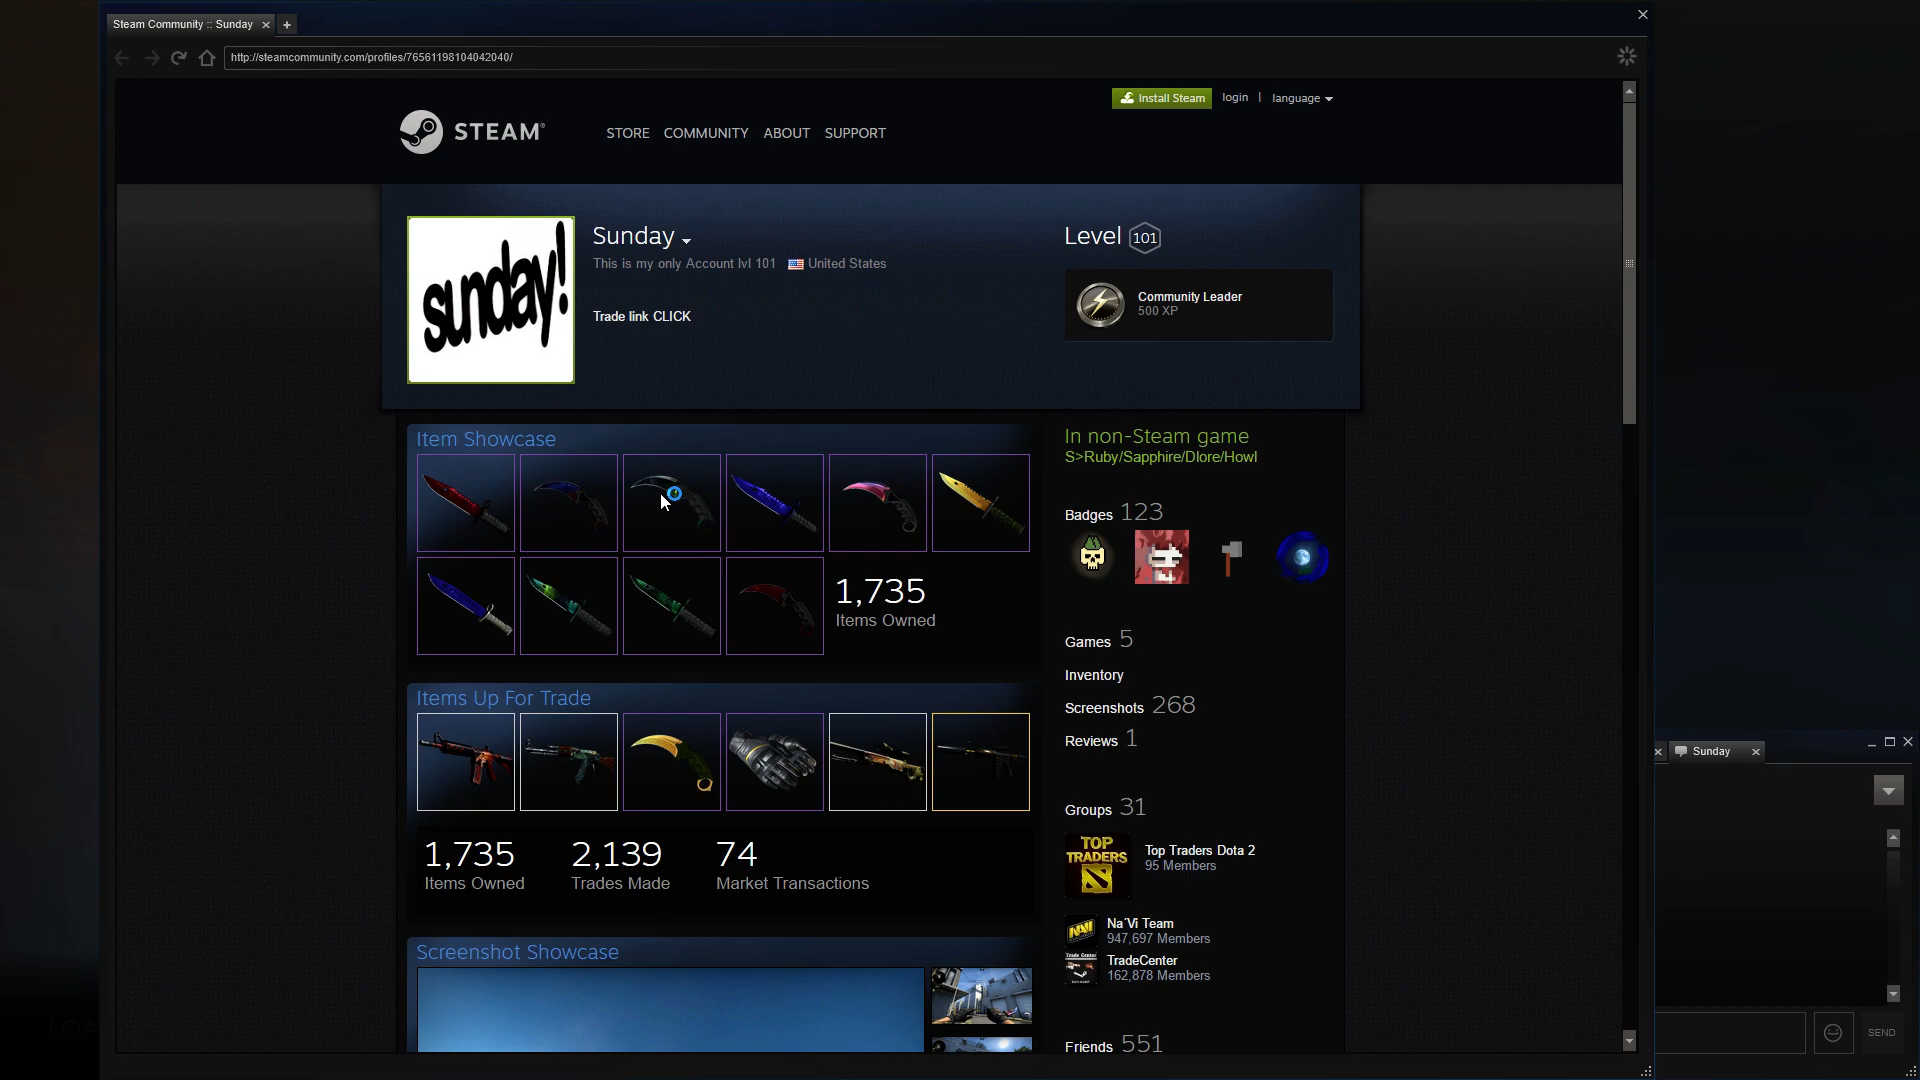 Steam Community :: Sunday
http://steamcommunity.com/profiles/76561198104042040/
Install Steam
login
language
STEAM
STORE
COMMUNITY
ABOUT
SUPPORT
sunday!
Sunday
This is my only Account lvl 101
United States
Trade link CLICK
Level 101
Community Leader
500 XP
Item Showcase
1,735
Items Owned
Items Up For Trade
1,735
Items Owned
2,139
Trades Made
74
Market Transactions
Screenshot Showcase
In non-Steam game
S>Ruby/Sapphire/Dlore/Howl
Badges 123
Games 5
Inventory
Screenshots 268
Reviews 1
Groups 31
TOP
TRADERS
Top Traders Dota 2
95 Members
NAVI
Na´Vi Team
947,697 Members
Trade Center
TradeCenter
162,878 Members
Friends 551
Sunday
SEND